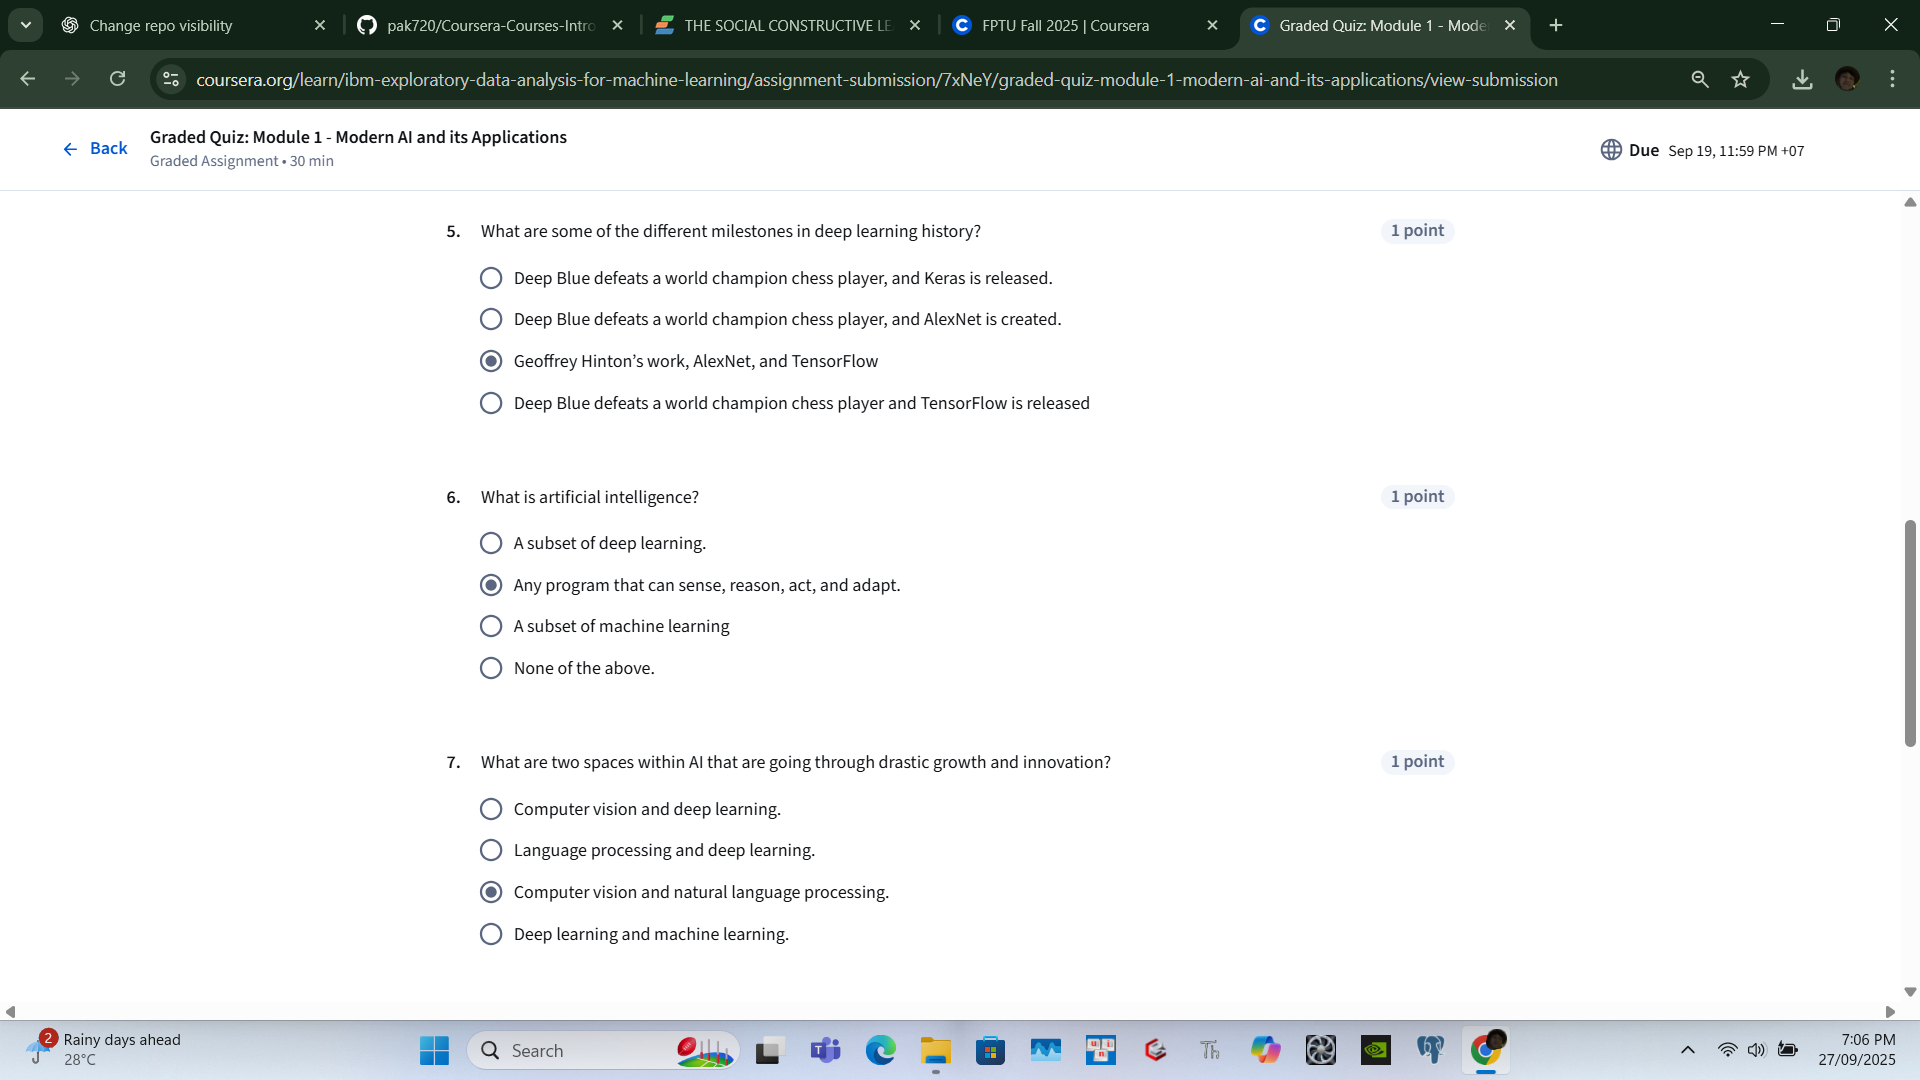 Change repo visibility
pak720/Coursera-Courses-Intro
THE SOCIAL CONSTRUCTIVE LE
FPTU Fall 2025 | Coursera
Graded Quiz: Module 1 - Mode
coursera.org/learn/ibm-exploratory-data-analysis-for-machine-learning/assignment-submission/7xNeY/graded-quiz-module-1-modern-ai-and-its-applications/view-submission
Back
Graded Quiz: Module 1 - Modern AI and its Applications
Graded Assignment • 30 min
Due Sep 19, 11:59 PM +07
5. What are some of the different milestones in deep learning history? 1 point
Deep Blue defeats a world champion chess player, and Keras is released.
Deep Blue defeats a world champion chess player, and AlexNet is created.
Geoffrey Hinton’s work, AlexNet, and TensorFlow
Deep Blue defeats a world champion chess player and TensorFlow is released
6. What is artificial intelligence? 1 point
A subset of deep learning.
Any program that can sense, reason, act, and adapt.
A subset of machine learning
None of the above.
7. What are two spaces within AI that are going through drastic growth and innovation? 1 point
Computer vision and deep learning.
Language processing and deep learning.
Computer vision and natural language processing.
Deep learning and machine learning.
2
Rainy days ahead
28°C
Search
Th
7:06 PM
27/09/2025